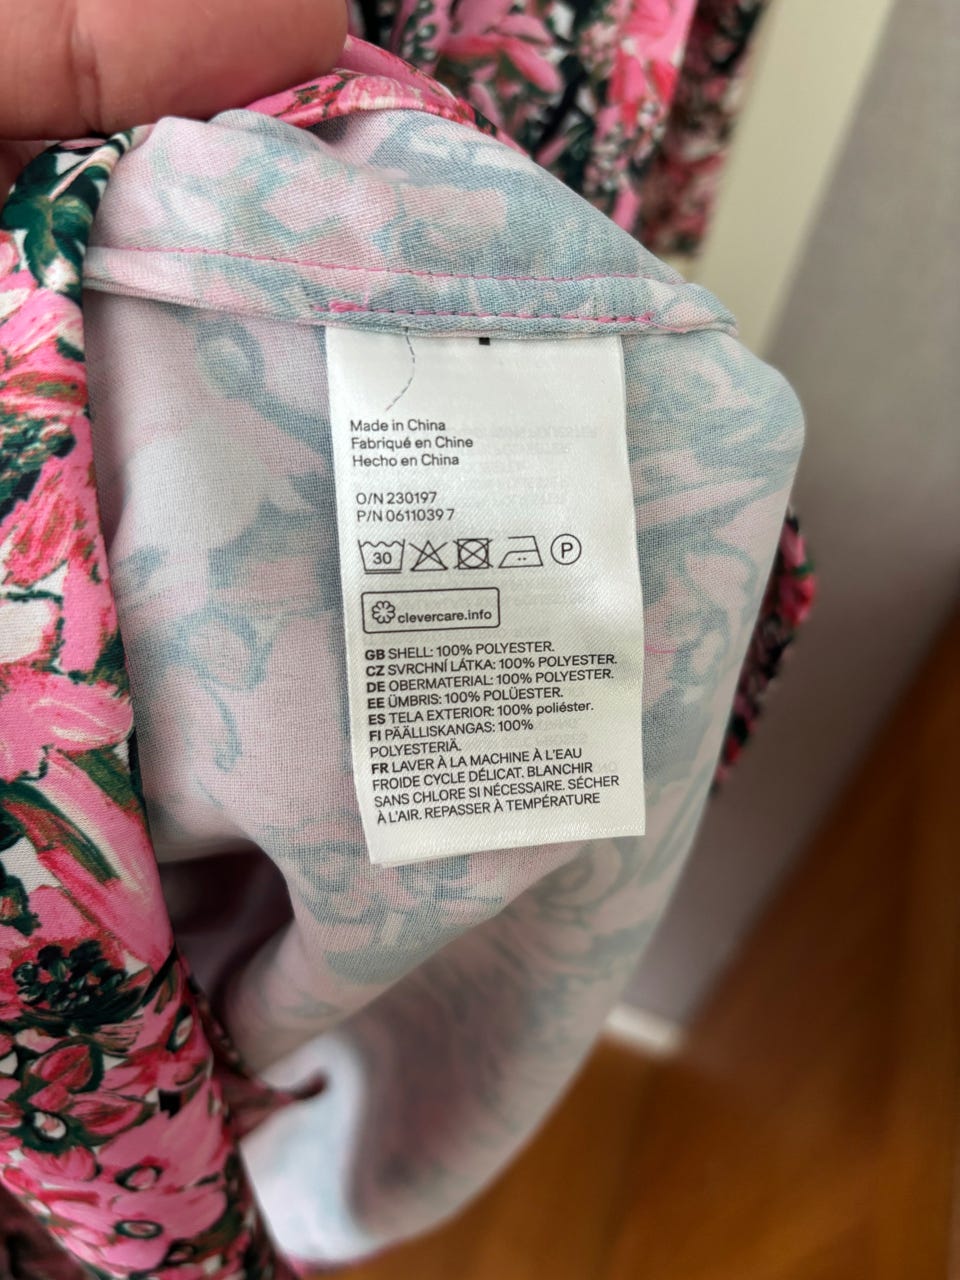 Made in China
Fabriqué en Chine
Hecho en China
O/N 230197
P/N 0611039 7
30
P
clevercare.info
GB SHELL: 100% POLYESTER.
CZ SVRCHNÍ LÁTKA: 100% POLYESTER.
DE OBERMATERIAL: 100% POLYESTER.
EE ÜMBRIS: 100% POLÜESTER.
ES TELA EXTERIOR: 100% poliéster.
FI PÄÄLLISKANGAS: 100%
POLYESTERIÄ.
FR LAVER À LA MACHINE À L'EAU
FROIDE CYCLE DÉLICAT. BLANCHIR
SANS CHLORE SI NÉCESSAIRE. SÉCHER
À L'AIR. REPASSER À TEMPÉRATURE